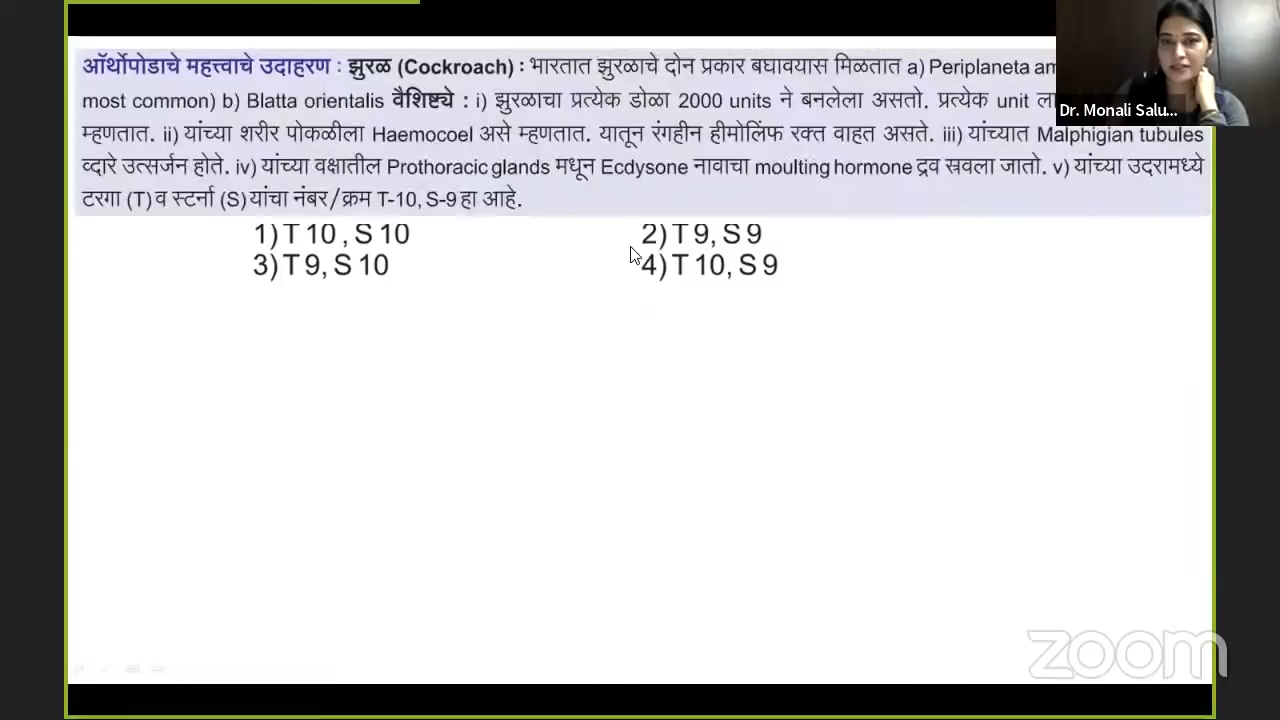 ऑर्थोपोडाचे महत्त्वाचे उदाहरण : झुरळ (Cockroach) : भारतात झुरळाचे दोन प्रकार बघावयास मिळतात a) Periplaneta am
most common) b) Blatta orientalis वैशिष्ट्ये : i) झुरळाचा प्रत्येक डोळा 2000 units ने बनलेला असतो. प्रत्येक unit ला
म्हणतात. ii) यांच्या शरीर पोकळीला Haemocoel असे म्हणतात. यातून रंगहीन हीमोलिंफ रक्त वाहत असते. iii) यांच्यात Malphigian tubules
व्दारे उत्सर्जन होते. iv) यांच्या वक्षातील Prothoracic glands मधून Ecdysone नावाचा moulting hormone द्रव स्रवला जातो. v) यांच्या उदरामध्ये
टरगा (T) व स्टर्ना (S) यांचा नंबर/क्रम T-10, S-9 हा आहे.
1) T 10 , S 10 2) T 9, S 9
3) T 9, S 10 4) T 10, S 9
Dr. Monali Salu...
zoom